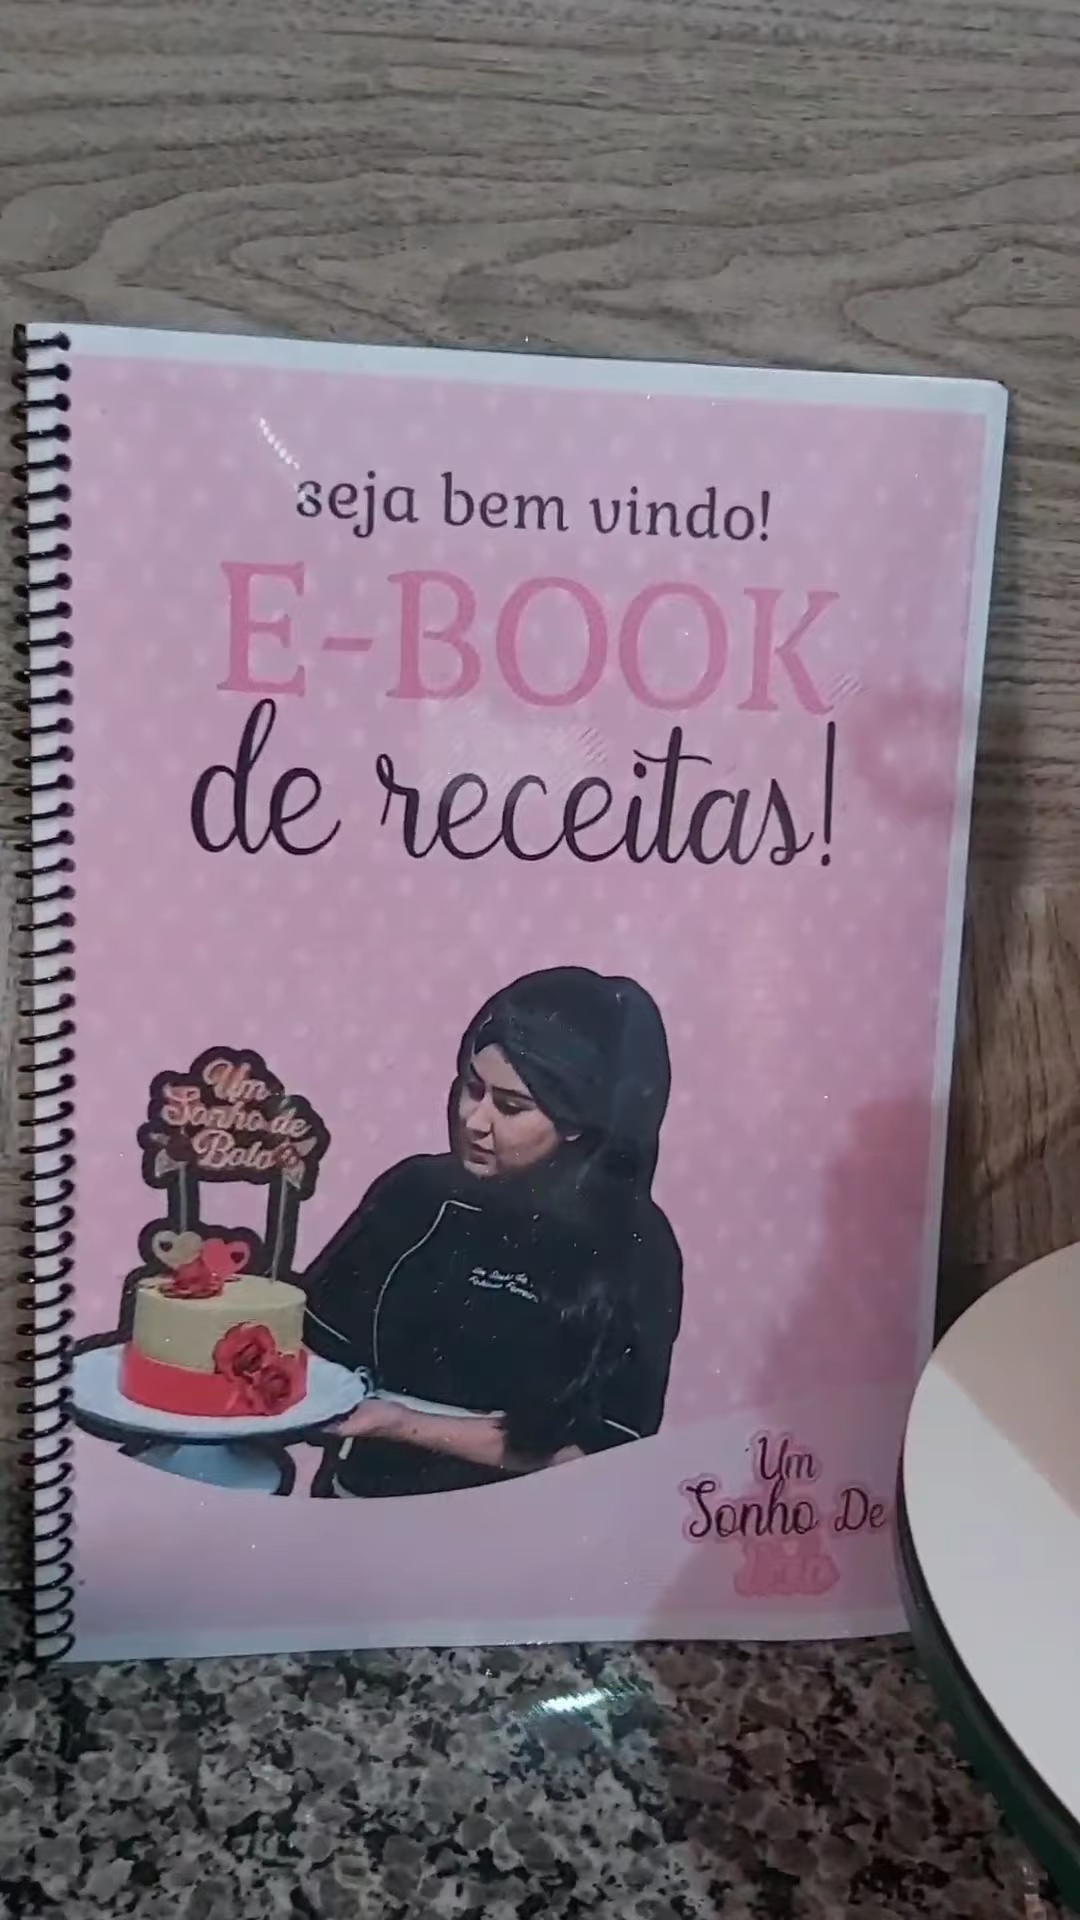 seja bem vindo!
E-BOOK
de receitas!
Um
Sonho de
Bolo
Um
Sonho De